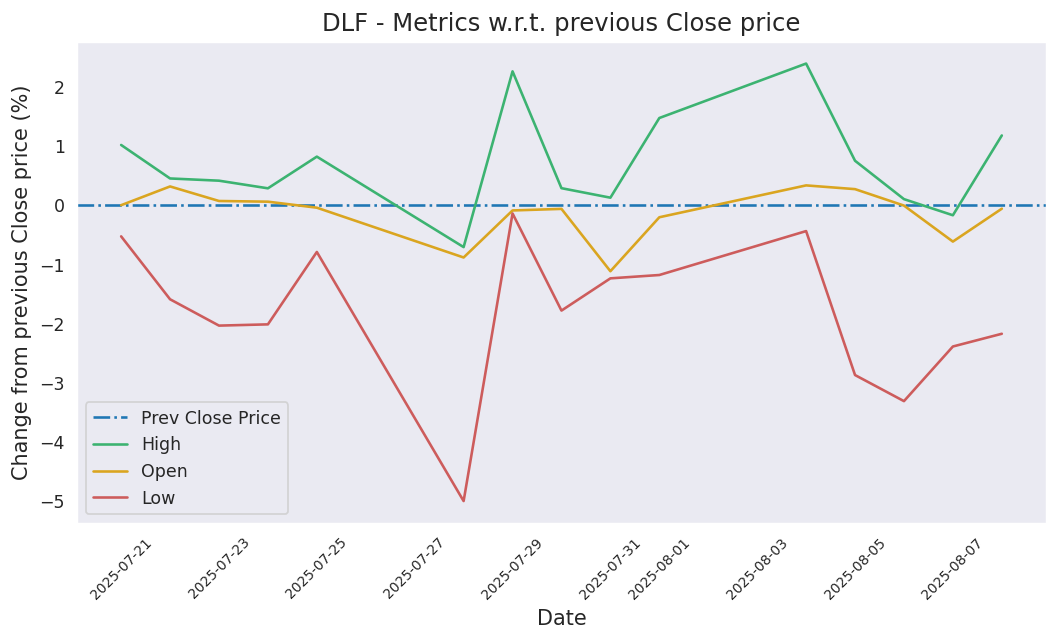 DLF - Metrics w.r.t. previous Close price
Change from previous Close price (%)
2
1
0
−1
−2
−3
−4
−5
Prev Close Price
High
Open
Low
2025-07-21
2025-07-23
2025-07-25
2025-07-27
2025-07-29
2025-07-31
2025-08-01
2025-08-03
2025-08-05
2025-08-07
Date